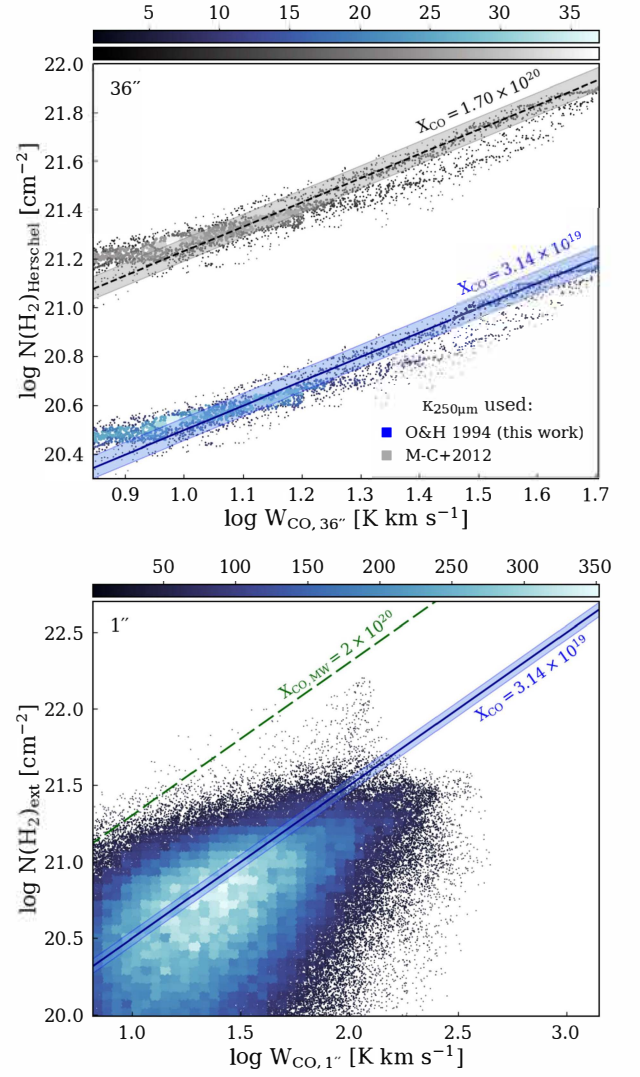 5 10 15 20 25 30 35
22.0
36″
X_CO = 1.70 × 10^20
21.8
21.6
21.4
21.2
21.0
20.8
20.6
20.4
log N(H₂)_Herschel [cm⁻²]
X_CO = 3.14 × 10^19
κ_250μm used:
O&H 1994 (this work)
M-C+2012
0.9 1.0 1.1 1.2 1.3 1.4 1.5 1.6 1.7
log W_CO, 36″ [K km s⁻¹]
50 100 150 200 250 300 350
1″
22.5
22.0
21.5
21.0
20.5
20.0
log N(H₂)_ext [cm⁻²]
X_CO, MW = 2 × 10^20
X_CO = 3.14 × 10^19
1.0 1.5 2.0 2.5 3.0
log W_CO, 1″ [K km s⁻¹]